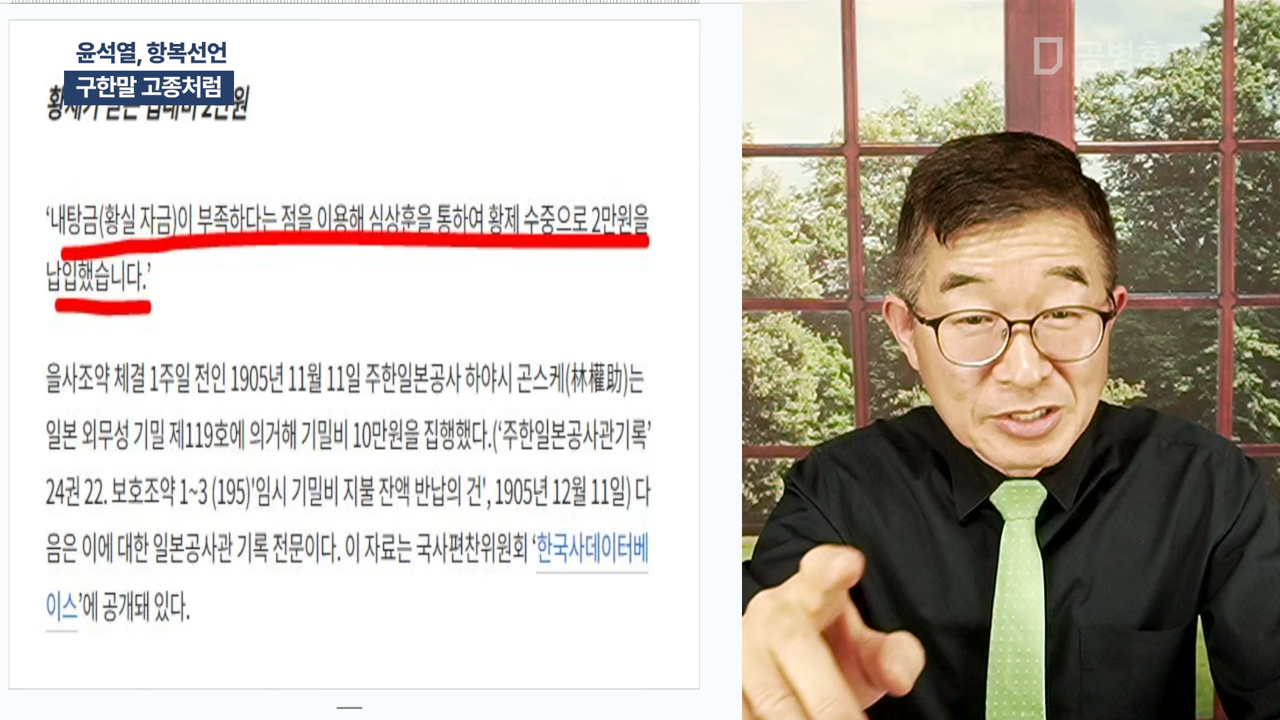 윤석열, 항복선언
구한말 고종처럼
2만원
‘내탕금(황실 자금)이 부족하다는 점을 이용해 심상훈을 통하여 황제 수중으로 2만원을
납입했습니다.’
을사조약 체결 1주일 전인 1905년 11월 11일 주한일본공사 하야시 곤스케(林權助)는
일본 외무성 기밀 제119호에 의거해 기밀비 10만원을 집행했다.(‘주한일본공사관기록’
24권 22. 보호조약 1~3 (195)'임시 기밀비 지불 잔액 반납의 건', 1905년 12월 11일) 다
음은 이에 대한 일본공사관 기록 전문이다. 이 자료는 국사편찬위원회 ‘한국사데이터베
이스’에 공개돼 있다.
공병호TV